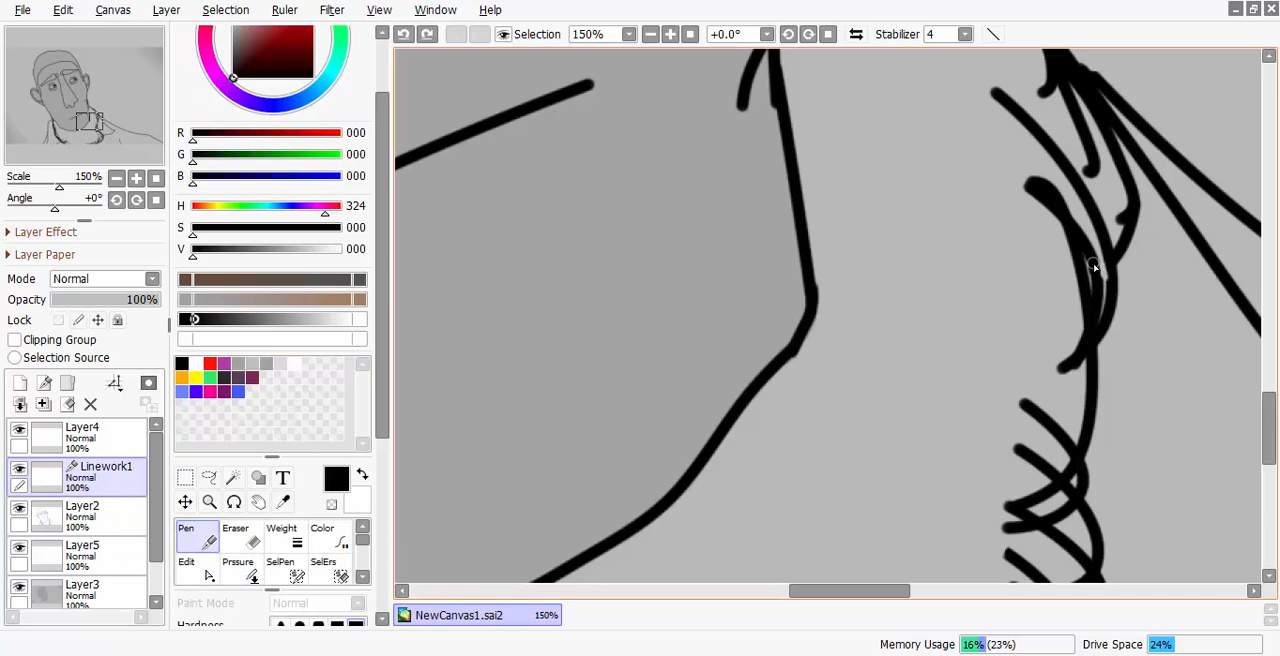 File Edit Canvas Layer Selection Ruler Filter View Window Help
Selection 150% +0.0° Stabilizer 4
R 000
G 000
B 000
H 324
S 000
V 000
Scale 150%
Angle +0°
Layer Effect
Layer Paper
Mode Normal
Opacity 100%
Lock
Clipping Group
Selection Source
Layer4
Normal
100%
Linework1
Normal
100%
Layer2
Normal
100%
Layer5
Normal
100%
Layer3
Normal
100%
T
Pen Eraser Weight Color
Edit Prssure SelPen SelErs
Paint Mode Normal
Hardness
NewCanvas1.sai2 150%
Memory Usage 16% (23%) Drive Space 24%